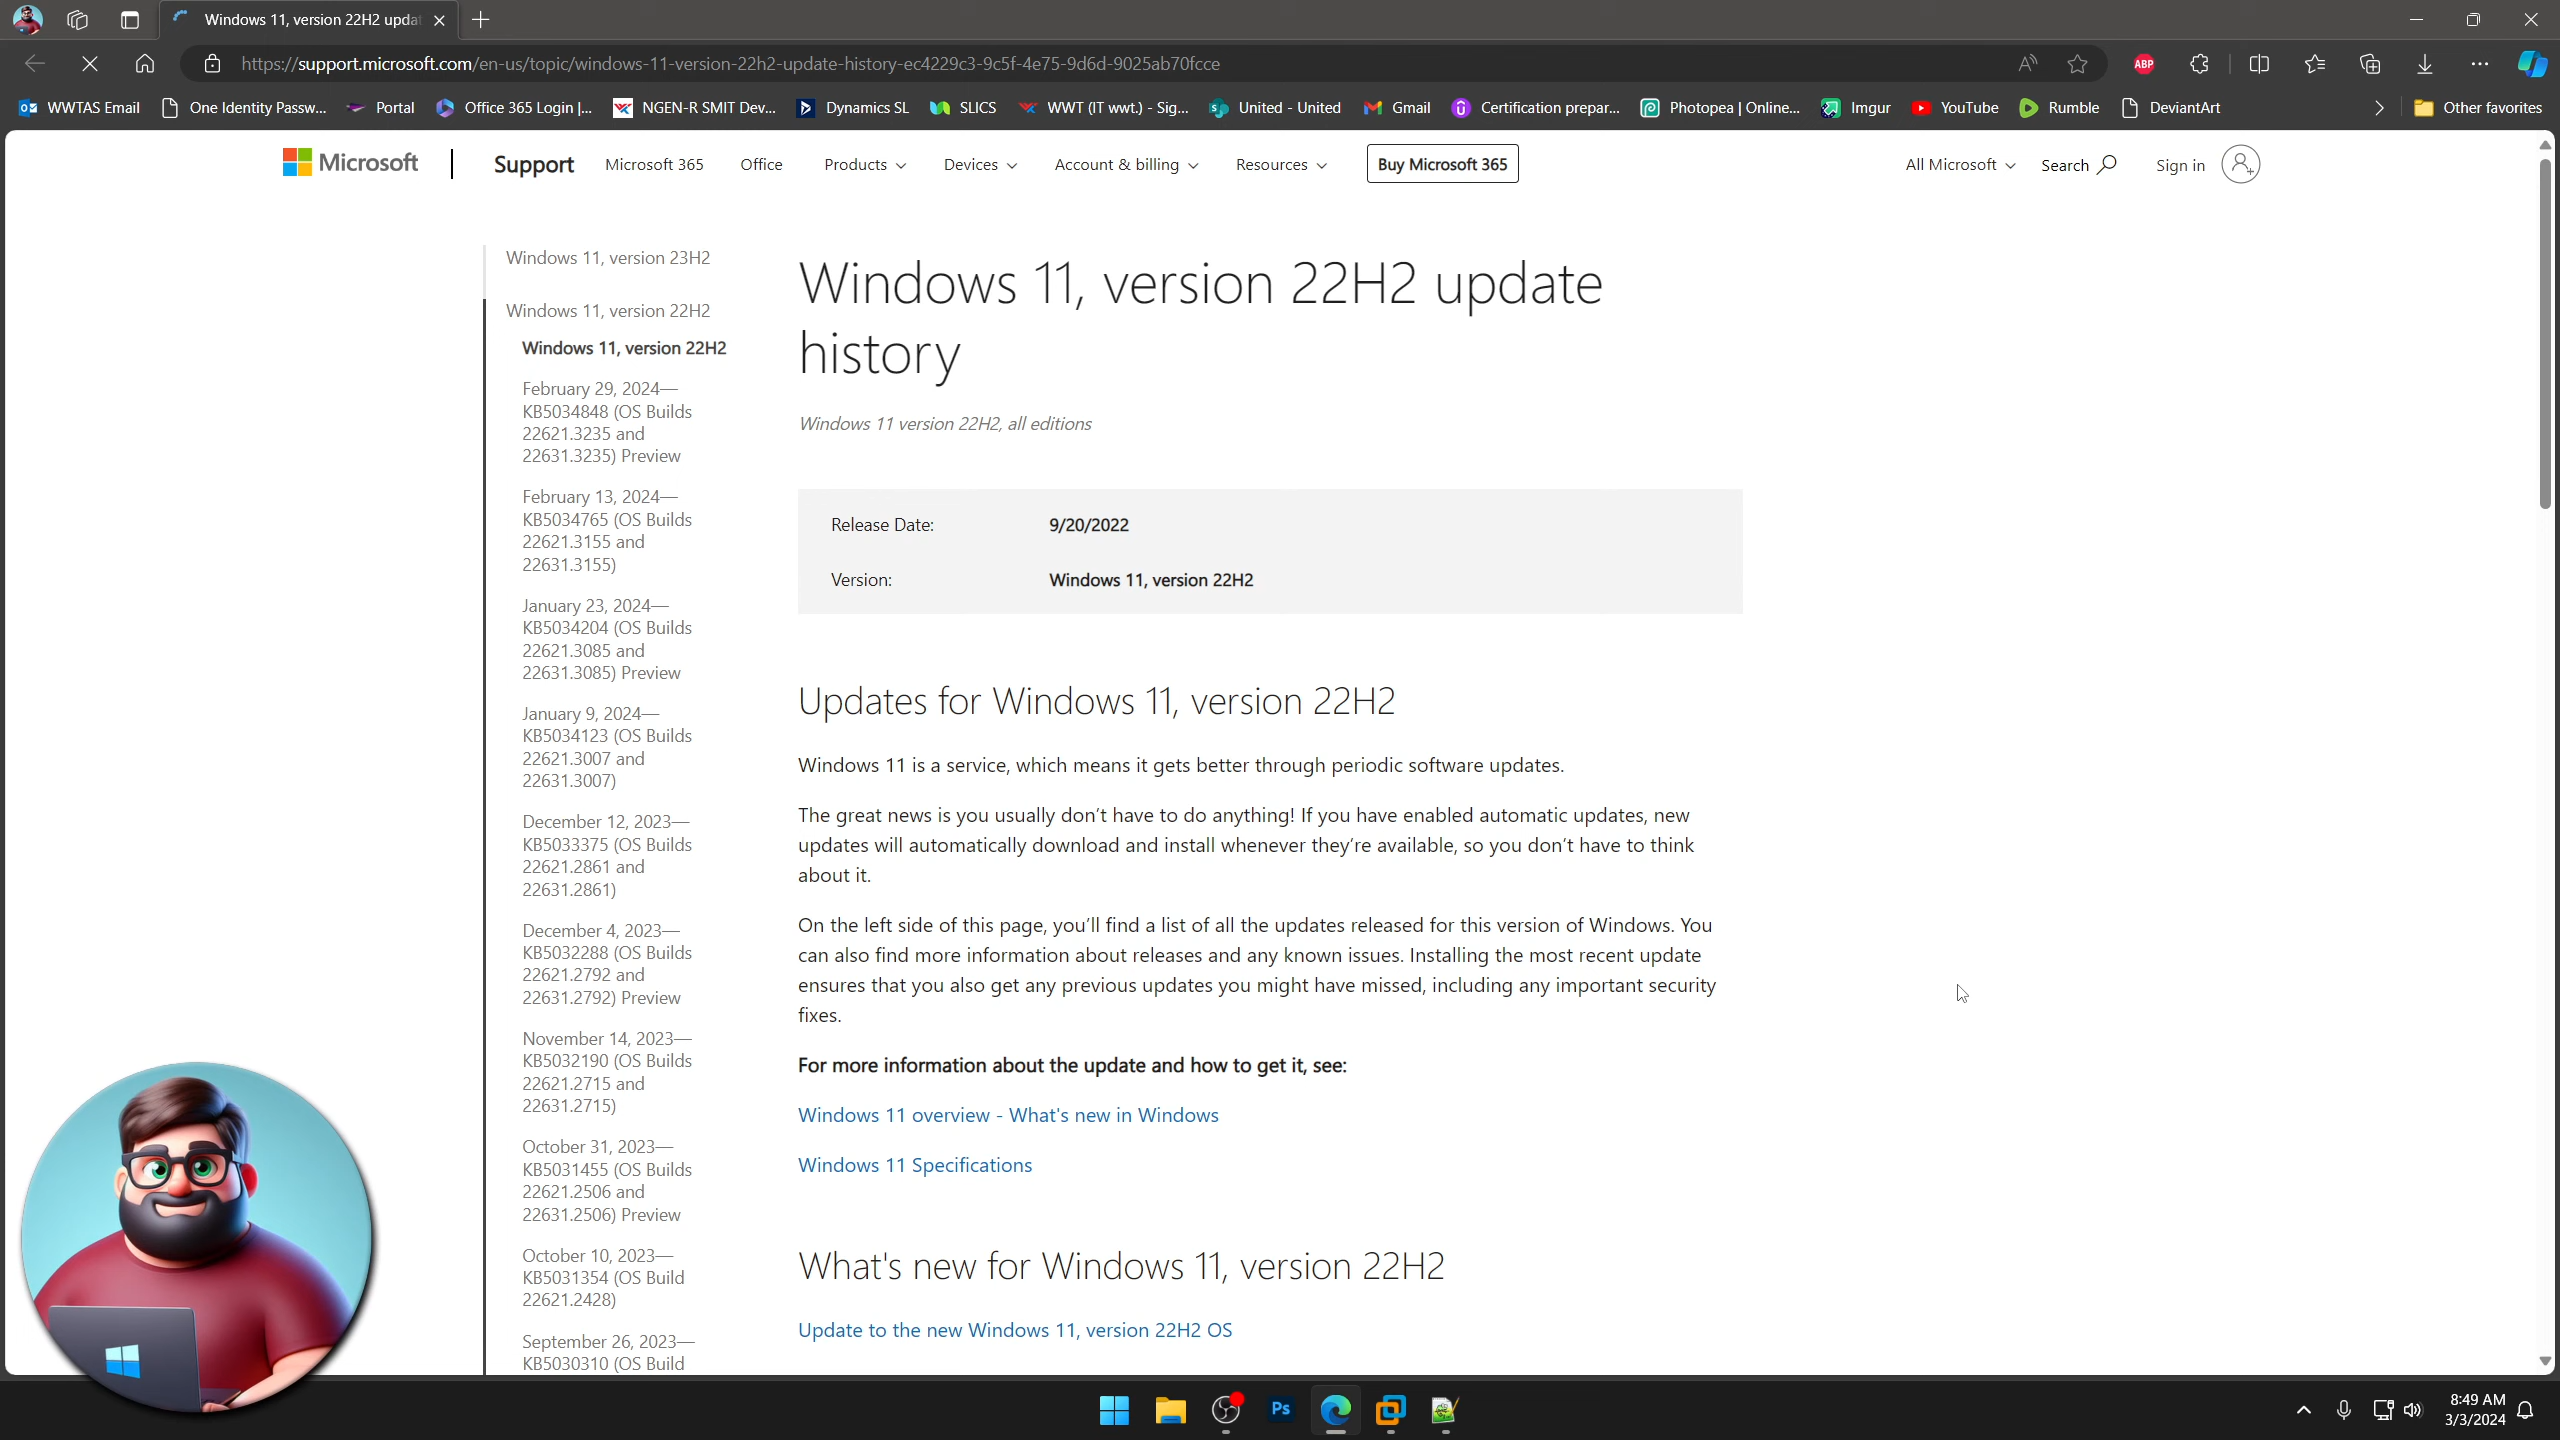 Windows 11, version 22H2 updat
https://support.microsoft.com/en-us/topic/windows-11-version-22h2-update-history-ec4229c3-9c5f-4e75-9d6d-9025ab70fcce
ABP
WWTAS Email
One Identity Passw...
Portal
Office 365 Login |...
NGEN-R SMIT Dev...
Dynamics SL
SLICS
WWT (IT wwt.) - Sig...
United - United
Gmail
Certification prepar...
Photopea | Online...
Imgur
YouTube
Rumble
DeviantArt
Other favorites
Microsoft
Support
Microsoft 365
Office
Products
Devices
Account & billing
Resources
Buy Microsoft 365
All Microsoft
Search
Sign in
Windows 11, version 23H2
Windows 11, version 22H2
Windows 11, version 22H2
February 29, 2024—
KB5034848 (OS Builds
22621.3235 and
22631.3235) Preview
February 13, 2024—
KB5034765 (OS Builds
22621.3155 and
22631.3155)
January 23, 2024—
KB5034204 (OS Builds
22621.3085 and
22631.3085) Preview
January 9, 2024—
KB5034123 (OS Builds
22621.3007 and
22631.3007)
December 12, 2023—
KB5033375 (OS Builds
22621.2861 and
22631.2861)
December 4, 2023—
KB5032288 (OS Builds
22621.2792 and
22631.2792) Preview
November 14, 2023—
KB5032190 (OS Builds
22621.2715 and
22631.2715)
October 31, 2023—
KB5031455 (OS Builds
22621.2506 and
22631.2506) Preview
October 10, 2023—
KB5031354 (OS Build
22621.2428)
September 26, 2023—
KB5030310 (OS Build
Windows 11, version 22H2 update
history
Windows 11 version 22H2, all editions
Release Date: 9/20/2022
Version: Windows 11, version 22H2
Updates for Windows 11, version 22H2
Windows 11 is a service, which means it gets better through periodic software updates.
The great news is you usually don't have to do anything! If you have enabled automatic updates, new
updates will automatically download and install whenever they're available, so you don't have to think
about it.
On the left side of this page, you'll find a list of all the updates released for this version of Windows. You
can also find more information about releases and any known issues. Installing the most recent update
ensures that you also get any previous updates you might have missed, including any important security
fixes.
For more information about the update and how to get it, see:
Windows 11 overview - What's new in Windows
Windows 11 Specifications
What's new for Windows 11, version 22H2
Update to the new Windows 11, version 22H2 OS
Ps
8:49 AM
3/3/2024